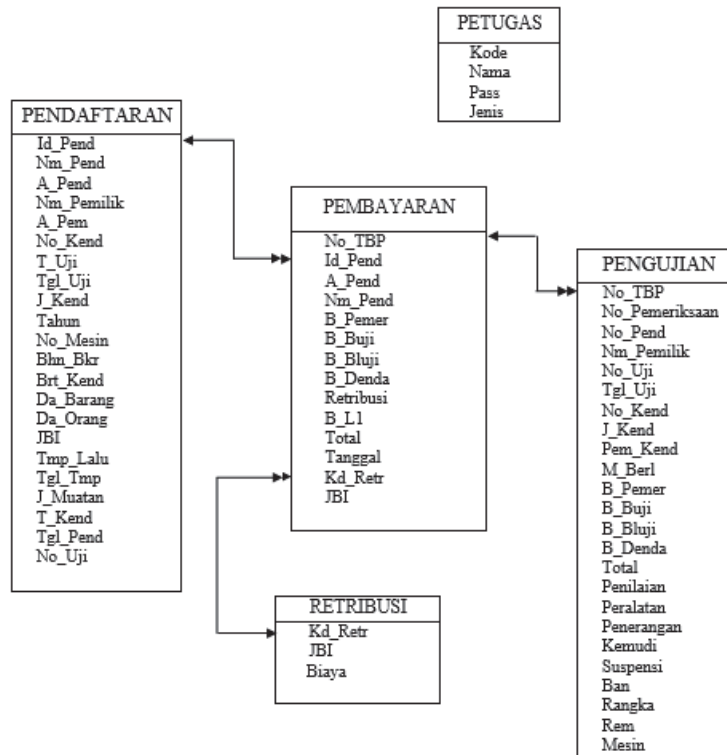 PETUGAS
Kode
Nama
Pass
Jenis
PENDAFTARAN
Id_Pend
Nm_Pend
A_Pend
Nm_Pemilik
A_Pem
No_Kend
T_Uji
Tgl_Uji
J_Kend
Tahun
No_Mesin
Bhn_Bkr
Brt_Kend
Da_Barang
Da_Orang
JBI
Tmp_Lalu
Tgl_Tmp
J_Muatan
T_Kend
Tgl_Pend
No_Uji
PEMBAYARAN
No_TBP
Id_Pend
A_Pend
Nm_Pend
B_Pemer
B_Buji
B_Bluji
B_Denda
Retribusi
B_L1
Total
Tanggal
Kd_Retr
JBI
RETRIBUSI
Kd_Retr
JBI
Biaya
PENGUJIAN
No_TBP
No_Pemeriksaan
No_Pend
Nm_Pemilik
No_Uji
Tgl_Uji
No_Kend
J_Kend
Pem_Kend
M_Berl
B_Pemer
B_Buji
B_Bluji
B_Denda
Total
Penilaian
Peralatan
Penerangan
Kemudi
Suspensi
Ban
Rangka
Rem
Mesin